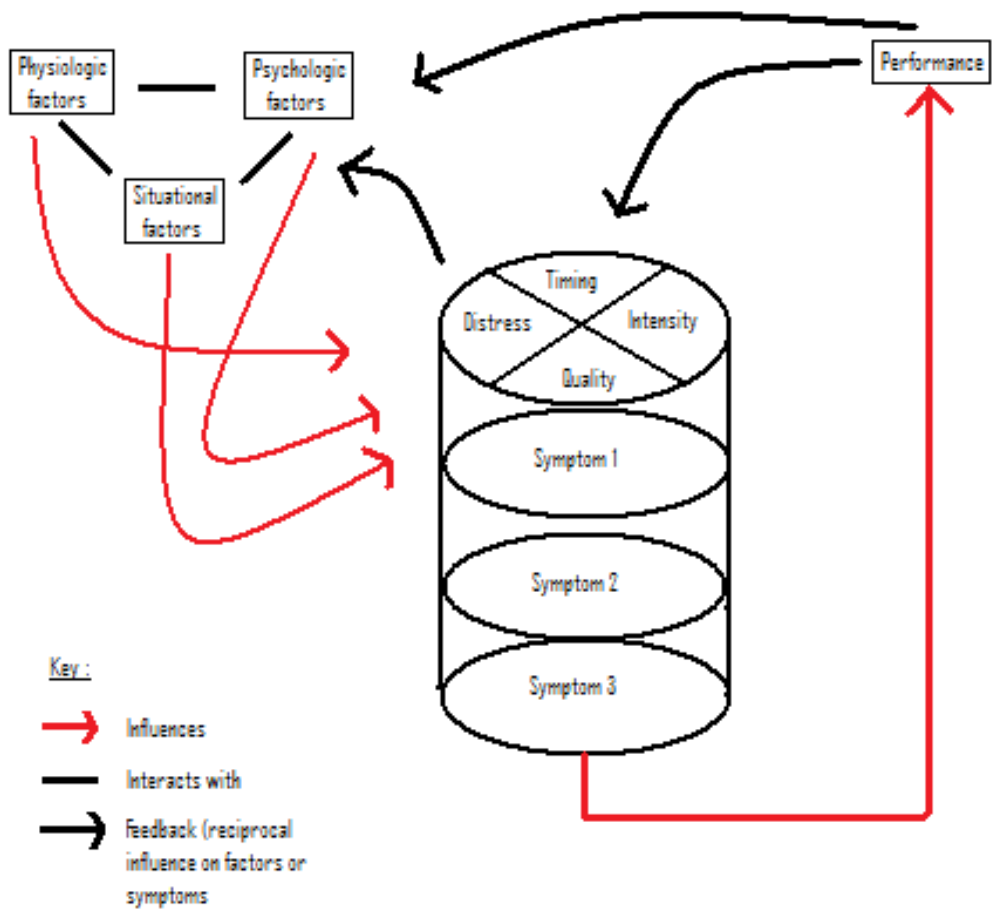 Physiologic
factors
Psychologic
factors
Performance
Situational
factors
Timing
Distress
Intensity
Quality
Symptom 1
Symptom 2
Symptom 3
Key :
Influences
Interacts with
Feedback (reciprocal
influence on factors or
symptoms